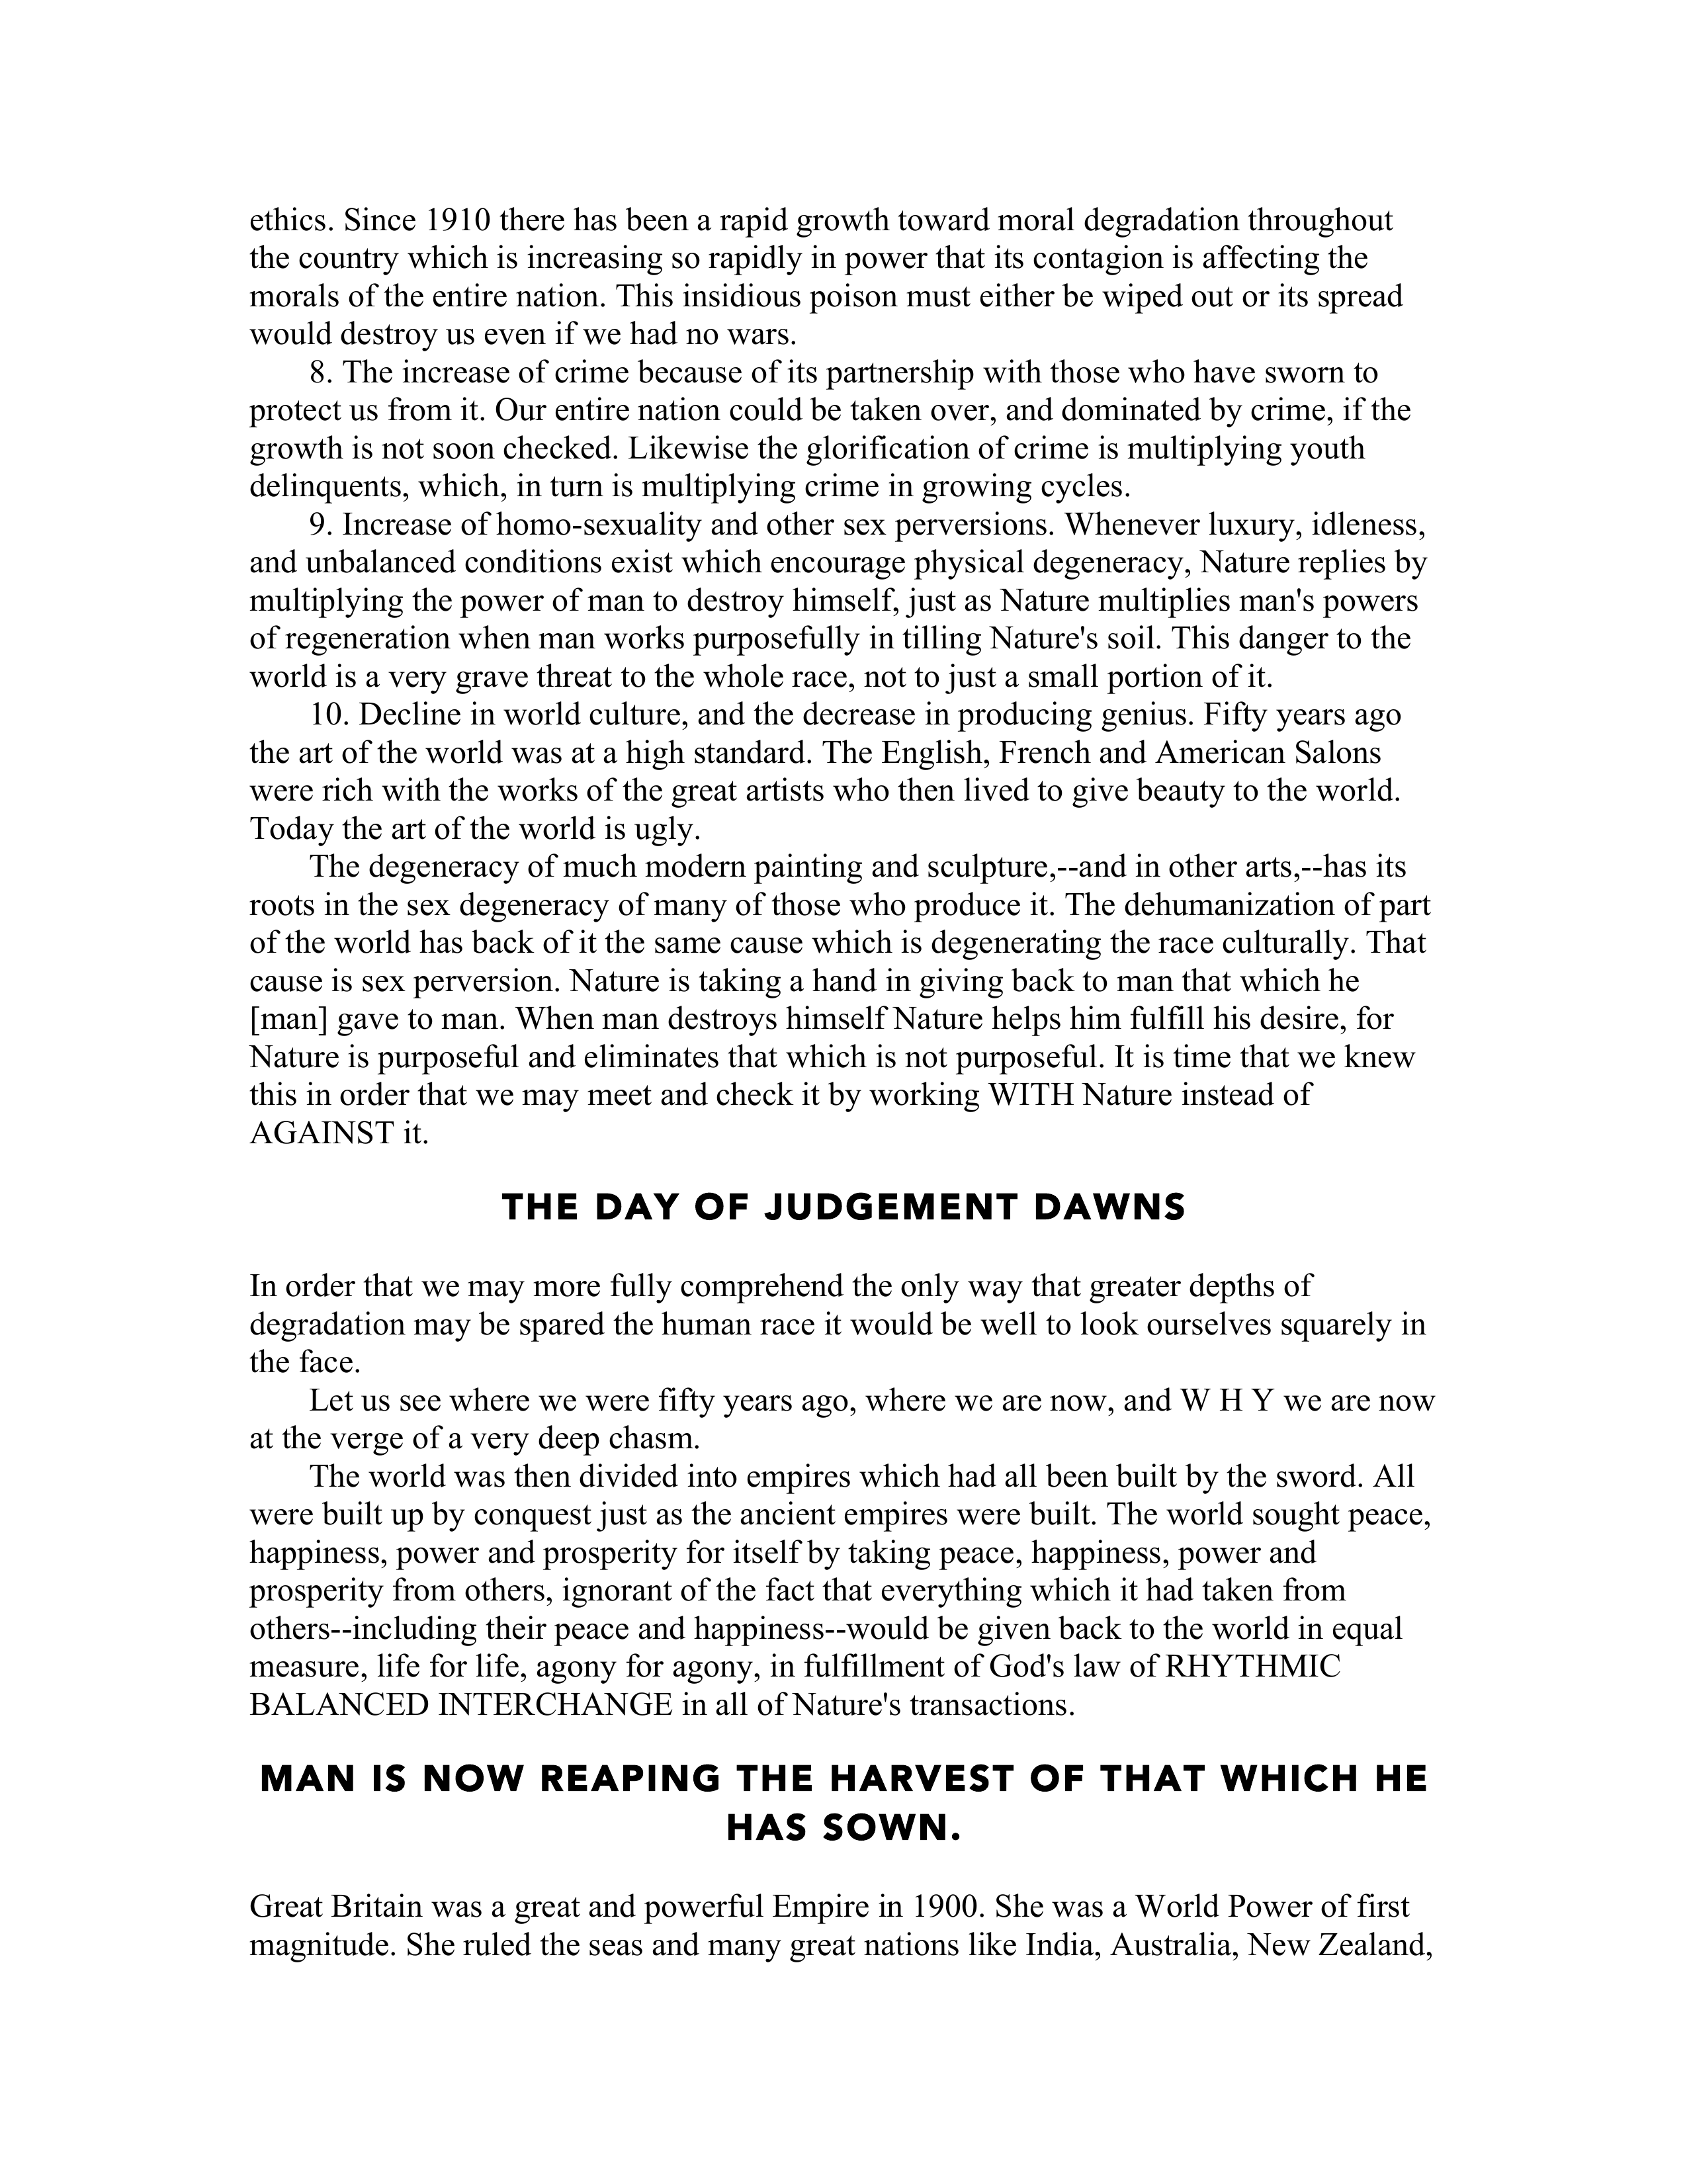 ethics. Since 1910 there has been a rapid growth toward moral degradation throughout
the country which is increasing so rapidly in power that its contagion is affecting the
morals of the entire nation. This insidious poison must either be wiped out or its spread
would destroy us even if we had no wars.
8. The increase of crime because of its partnership with those who have sworn to
protect us from it. Our entire nation could be taken over, and dominated by crime, if the
growth is not soon checked. Likewise the glorification of crime is multiplying youth
delinquents, which, in turn is multiplying crime in growing cycles.
9. Increase of homo-sexuality and other sex perversions. Whenever luxury, idleness,
and unbalanced conditions exist which encourage physical degeneracy, Nature replies by
multiplying the power of man to destroy himself, just as Nature multiplies man's powers
of regeneration when man works purposefully in tilling Nature's soil. This danger to the
world is a very grave threat to the whole race, not to just a small portion of it.
10. Decline in world culture, and the decrease in producing genius. Fifty years ago
the art of the world was at a high standard. The English, French and American Salons
were rich with the works of the great artists who then lived to give beauty to the world.
Today the art of the world is ugly.
The degeneracy of much modern painting and sculpture,--and in other arts,--has its
roots in the sex degeneracy of many of those who produce it. The dehumanization of part
of the world has back of it the same cause which is degenerating the race culturally. That
cause is sex perversion. Nature is taking a hand in giving back to man that which he
[man] gave to man. When man destroys himself Nature helps him fulfill his desire, for
Nature is purposeful and eliminates that which is not purposeful. It is time that we knew
this in order that we may meet and check it by working WITH Nature instead of
AGAINST it.
THE DAY OF JUDGEMENT DAWNS
In order that we may more fully comprehend the only way that greater depths of
degradation may be spared the human race it would be well to look ourselves squarely in
the face.
Let us see where we were fifty years ago, where we are now, and W H Y we are now
at the verge of a very deep chasm.
The world was then divided into empires which had all been built by the sword. All
were built up by conquest just as the ancient empires were built. The world sought peace,
happiness, power and prosperity for itself by taking peace, happiness, power and
prosperity from others, ignorant of the fact that everything which it had taken from
others--including their peace and happiness--would be given back to the world in equal
measure, life for life, agony for agony, in fulfillment of God's law of RHYTHMIC
BALANCED INTERCHANGE in all of Nature's transactions.
MAN IS NOW REAPING THE HARVEST OF THAT WHICH HE
HAS SOWN.
Great Britain was a great and powerful Empire in 1900. She was a World Power of first
magnitude. She ruled the seas and many great nations like India, Australia, New Zealand,